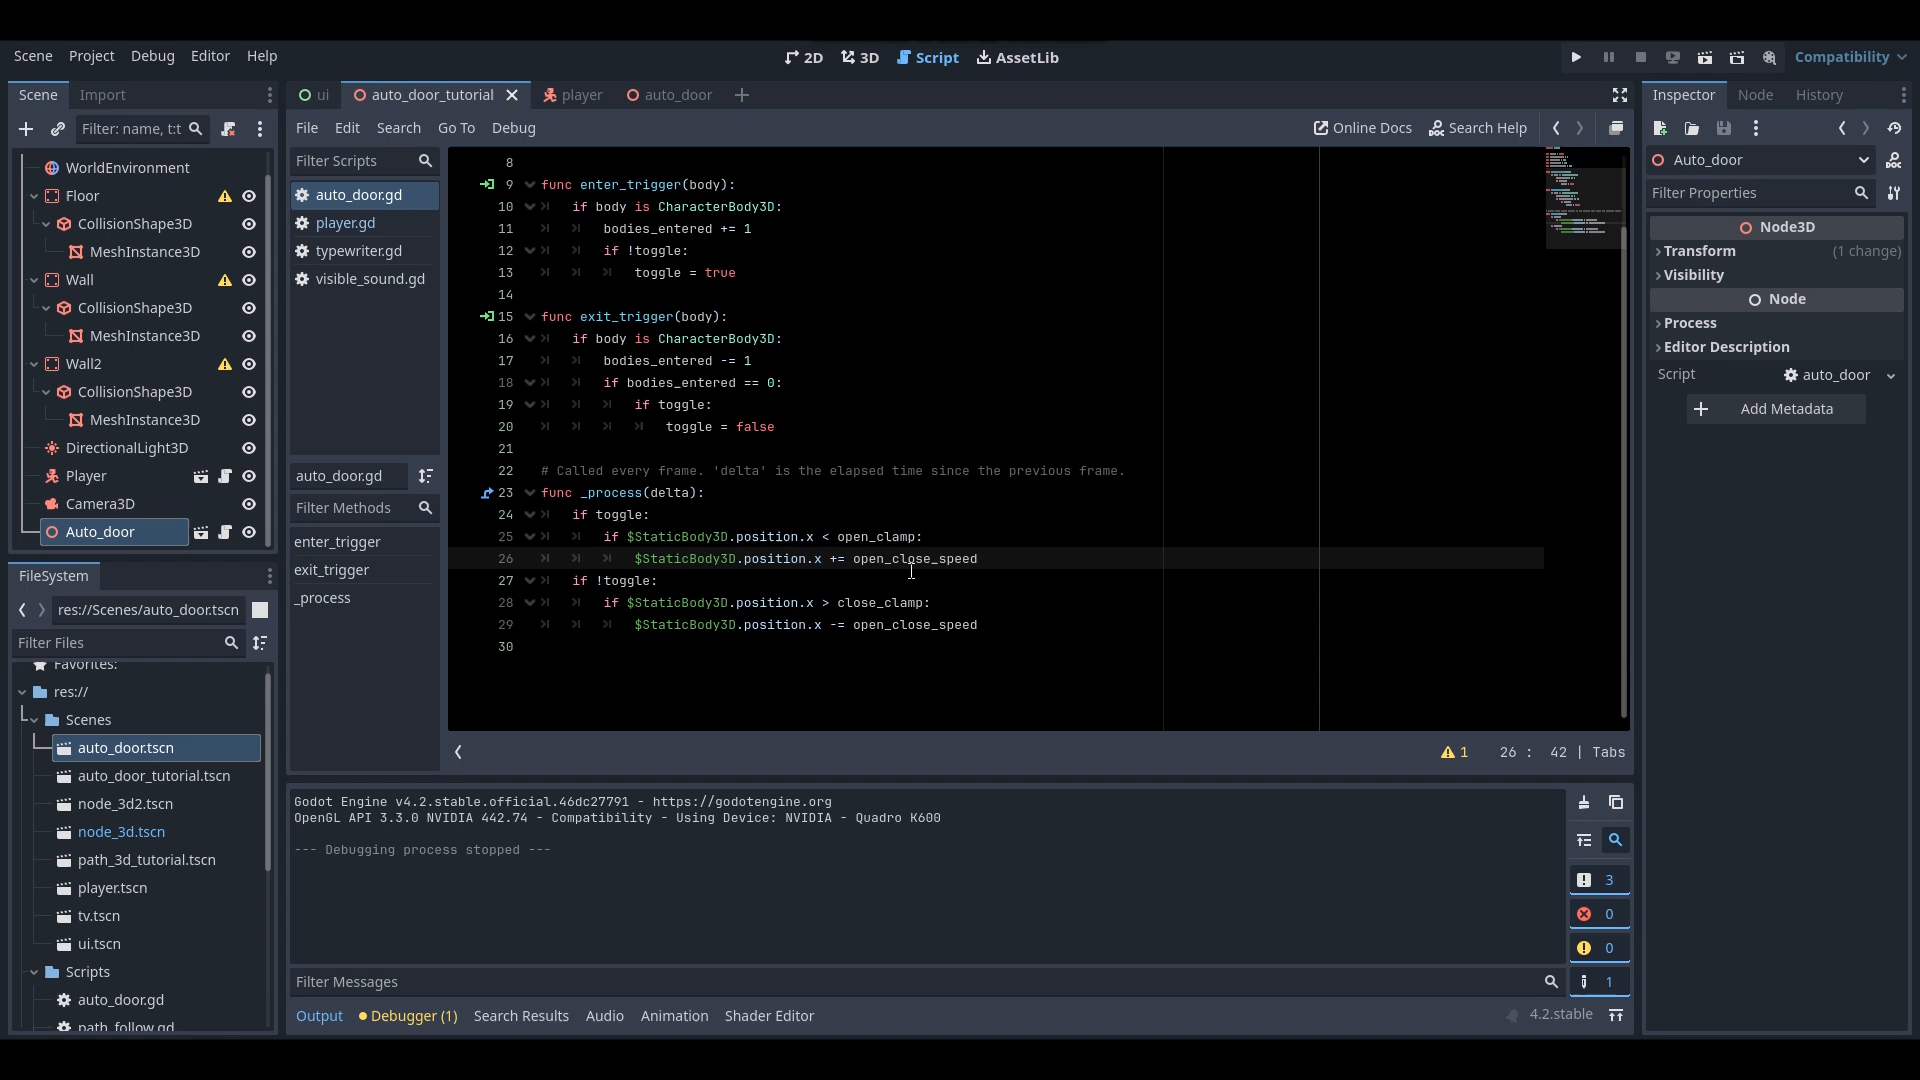 Scene Project Debug Editor Help
2D 3D Script AssetLib
Compatibility
Scene Import
Filter: name, t:t
WorldEnvironment
Floor
CollisionShape3D
MeshInstance3D
Wall
CollisionShape3D
MeshInstance3D
Wall2
CollisionShape3D
MeshInstance3D
DirectionalLight3D
Player
Camera3D
Auto_door
FileSystem
res://Scenes/auto_door.tscn
Filter Files
Favorites:
res://
Scenes
auto_door.tscn
auto_door_tutorial.tscn
node_3d2.tscn
node_3d.tscn
path_3d_tutorial.tscn
player.tscn
tv.tscn
ui.tscn
Scripts
auto_door.gd
path_follow.gd
ui auto_door_tutorial player auto_door
File Edit Search Go To Debug
Online Docs Search Help
Filter Scripts
auto_door.gd
player.gd
typewriter.gd
visible_sound.gd
auto_door.gd
Filter Methods
enter_trigger
exit_trigger
_process
8
9 func enter_trigger(body):
10 if body is CharacterBody3D:
11 bodies_entered += 1
12 if !toggle:
13 toggle = true
14
15 func exit_trigger(body):
16 if body is CharacterBody3D:
17 bodies_entered -= 1
18 if bodies_entered == 0:
19 if toggle:
20 toggle = false
21
22 # Called every frame. 'delta' is the elapsed time since the previous frame.
23 func _process(delta):
24 if toggle:
25 if $StaticBody3D.position.x < open_clamp:
26 $StaticBody3D.position.x += open_close_speed
27 if !toggle:
28 if $StaticBody3D.position.x > close_clamp:
29 $StaticBody3D.position.x -= open_close_speed
30
1 26 : 42 | Tabs
Godot Engine v4.2.stable.official.46dc27791 - https://godotengine.org
OpenGL API 3.3.0 NVIDIA 442.74 - Compatibility - Using Device: NVIDIA - Quadro K600
--- Debugging process stopped ---
3
0
0
1
Filter Messages
Output Debugger (1) Search Results Audio Animation Shader Editor
4.2.stable
Inspector Node History
Auto_door
Filter Properties
Node3D
Transform (1 change)
Visibility
Node
Process
Editor Description
Script auto_door
Add Metadata